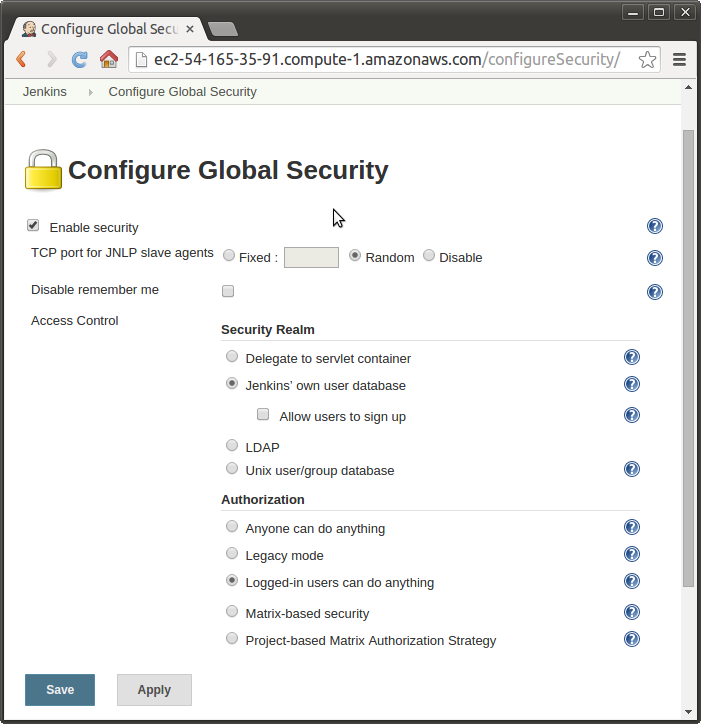 Configure Global Secu
ec2-54-165-35-91.compute-1.amazonaws.com/configureSecurity/
Jenkins Configure Global Security
Configure Global Security
Enable security
TCP port for JNLP slave agents Fixed : Random Disable
Disable remember me
Access Control
Security Realm
Delegate to servlet container
Jenkins' own user database
Allow users to sign up
LDAP
Unix user/group database
Authorization
Anyone can do anything
Legacy mode
Logged-in users can do anything
Matrix-based security
Project-based Matrix Authorization Strategy
Save Apply